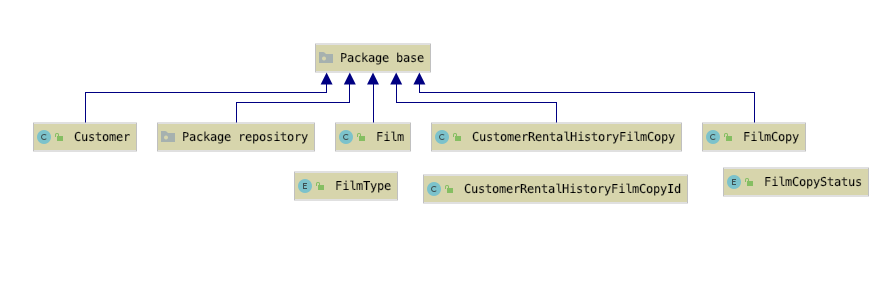 Package base
C Customer
Package repository
C Film
C CustomerRentalHistoryFilmCopy
C FilmCopy
E FilmType
C CustomerRentalHistoryFilmCopyId
E FilmCopyStatus